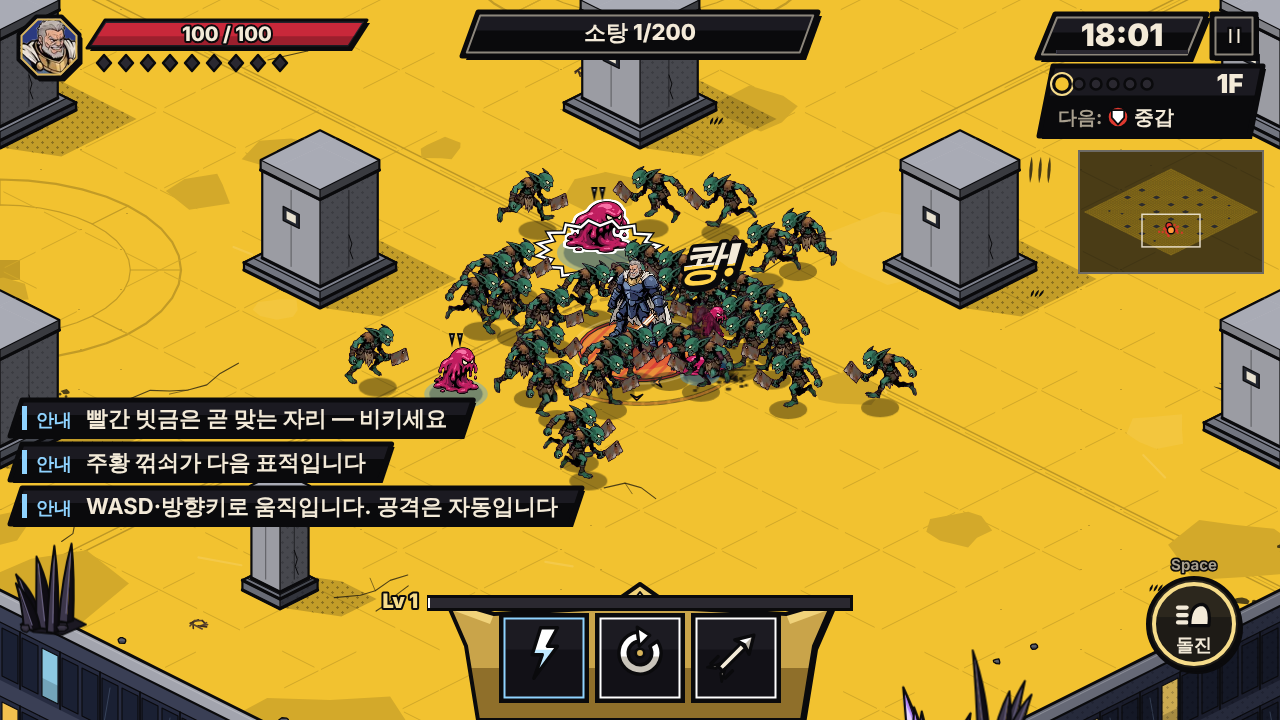 100 / 100
소탕 1/200
18:01
1F
다음: 중갑
쾅!
안내 빨간 빗금은 곧 맞는 자리 — 비키세요
안내 주황 꺾쇠가 다음 표적입니다
안내 WASD·방향키로 움직입니다. 공격은 자동입니다
Space
돌진
Lv 1